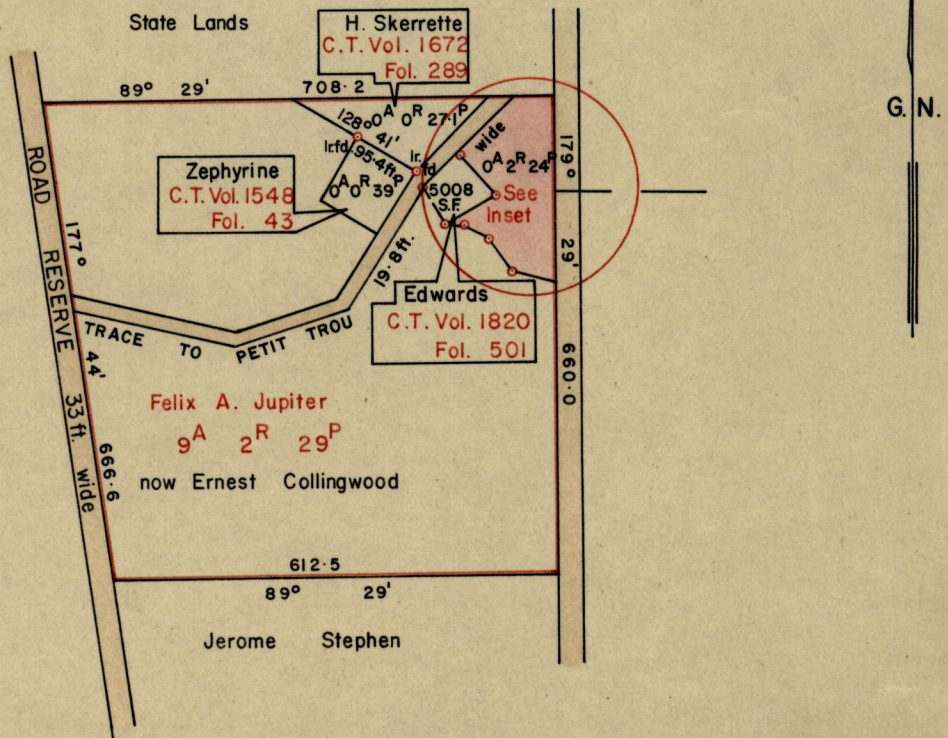 State Lands
H. Skerrette
C.T. Vol. 1672
Fol. 289
G. N.
89° 29' 708·2
128° 41'
0ᴬ 0ᴿ 27·1ᴾ
Ir.fd.
95·4ft.
Ir. fd
wide
0ᴬ 2ᴿ 24ᴾ
179° 29'
660·0
Zephyrine
C.T. Vol. 1548
Fol. 43
0ᴬ 0ᴿ 39ᴾ
5008
S.F.
See
Inset
19·8ft.
Edwards
C.T. Vol. 1820
Fol. 501
ROAD RESERVE 33 ft. wide
177° 44' 666·6
TRACE TO PETIT TROU
Felix A. Jupiter
9ᴬ 2ᴿ 29ᴾ
now Ernest Collingwood
612·5
89° 29'
Jerome Stephen